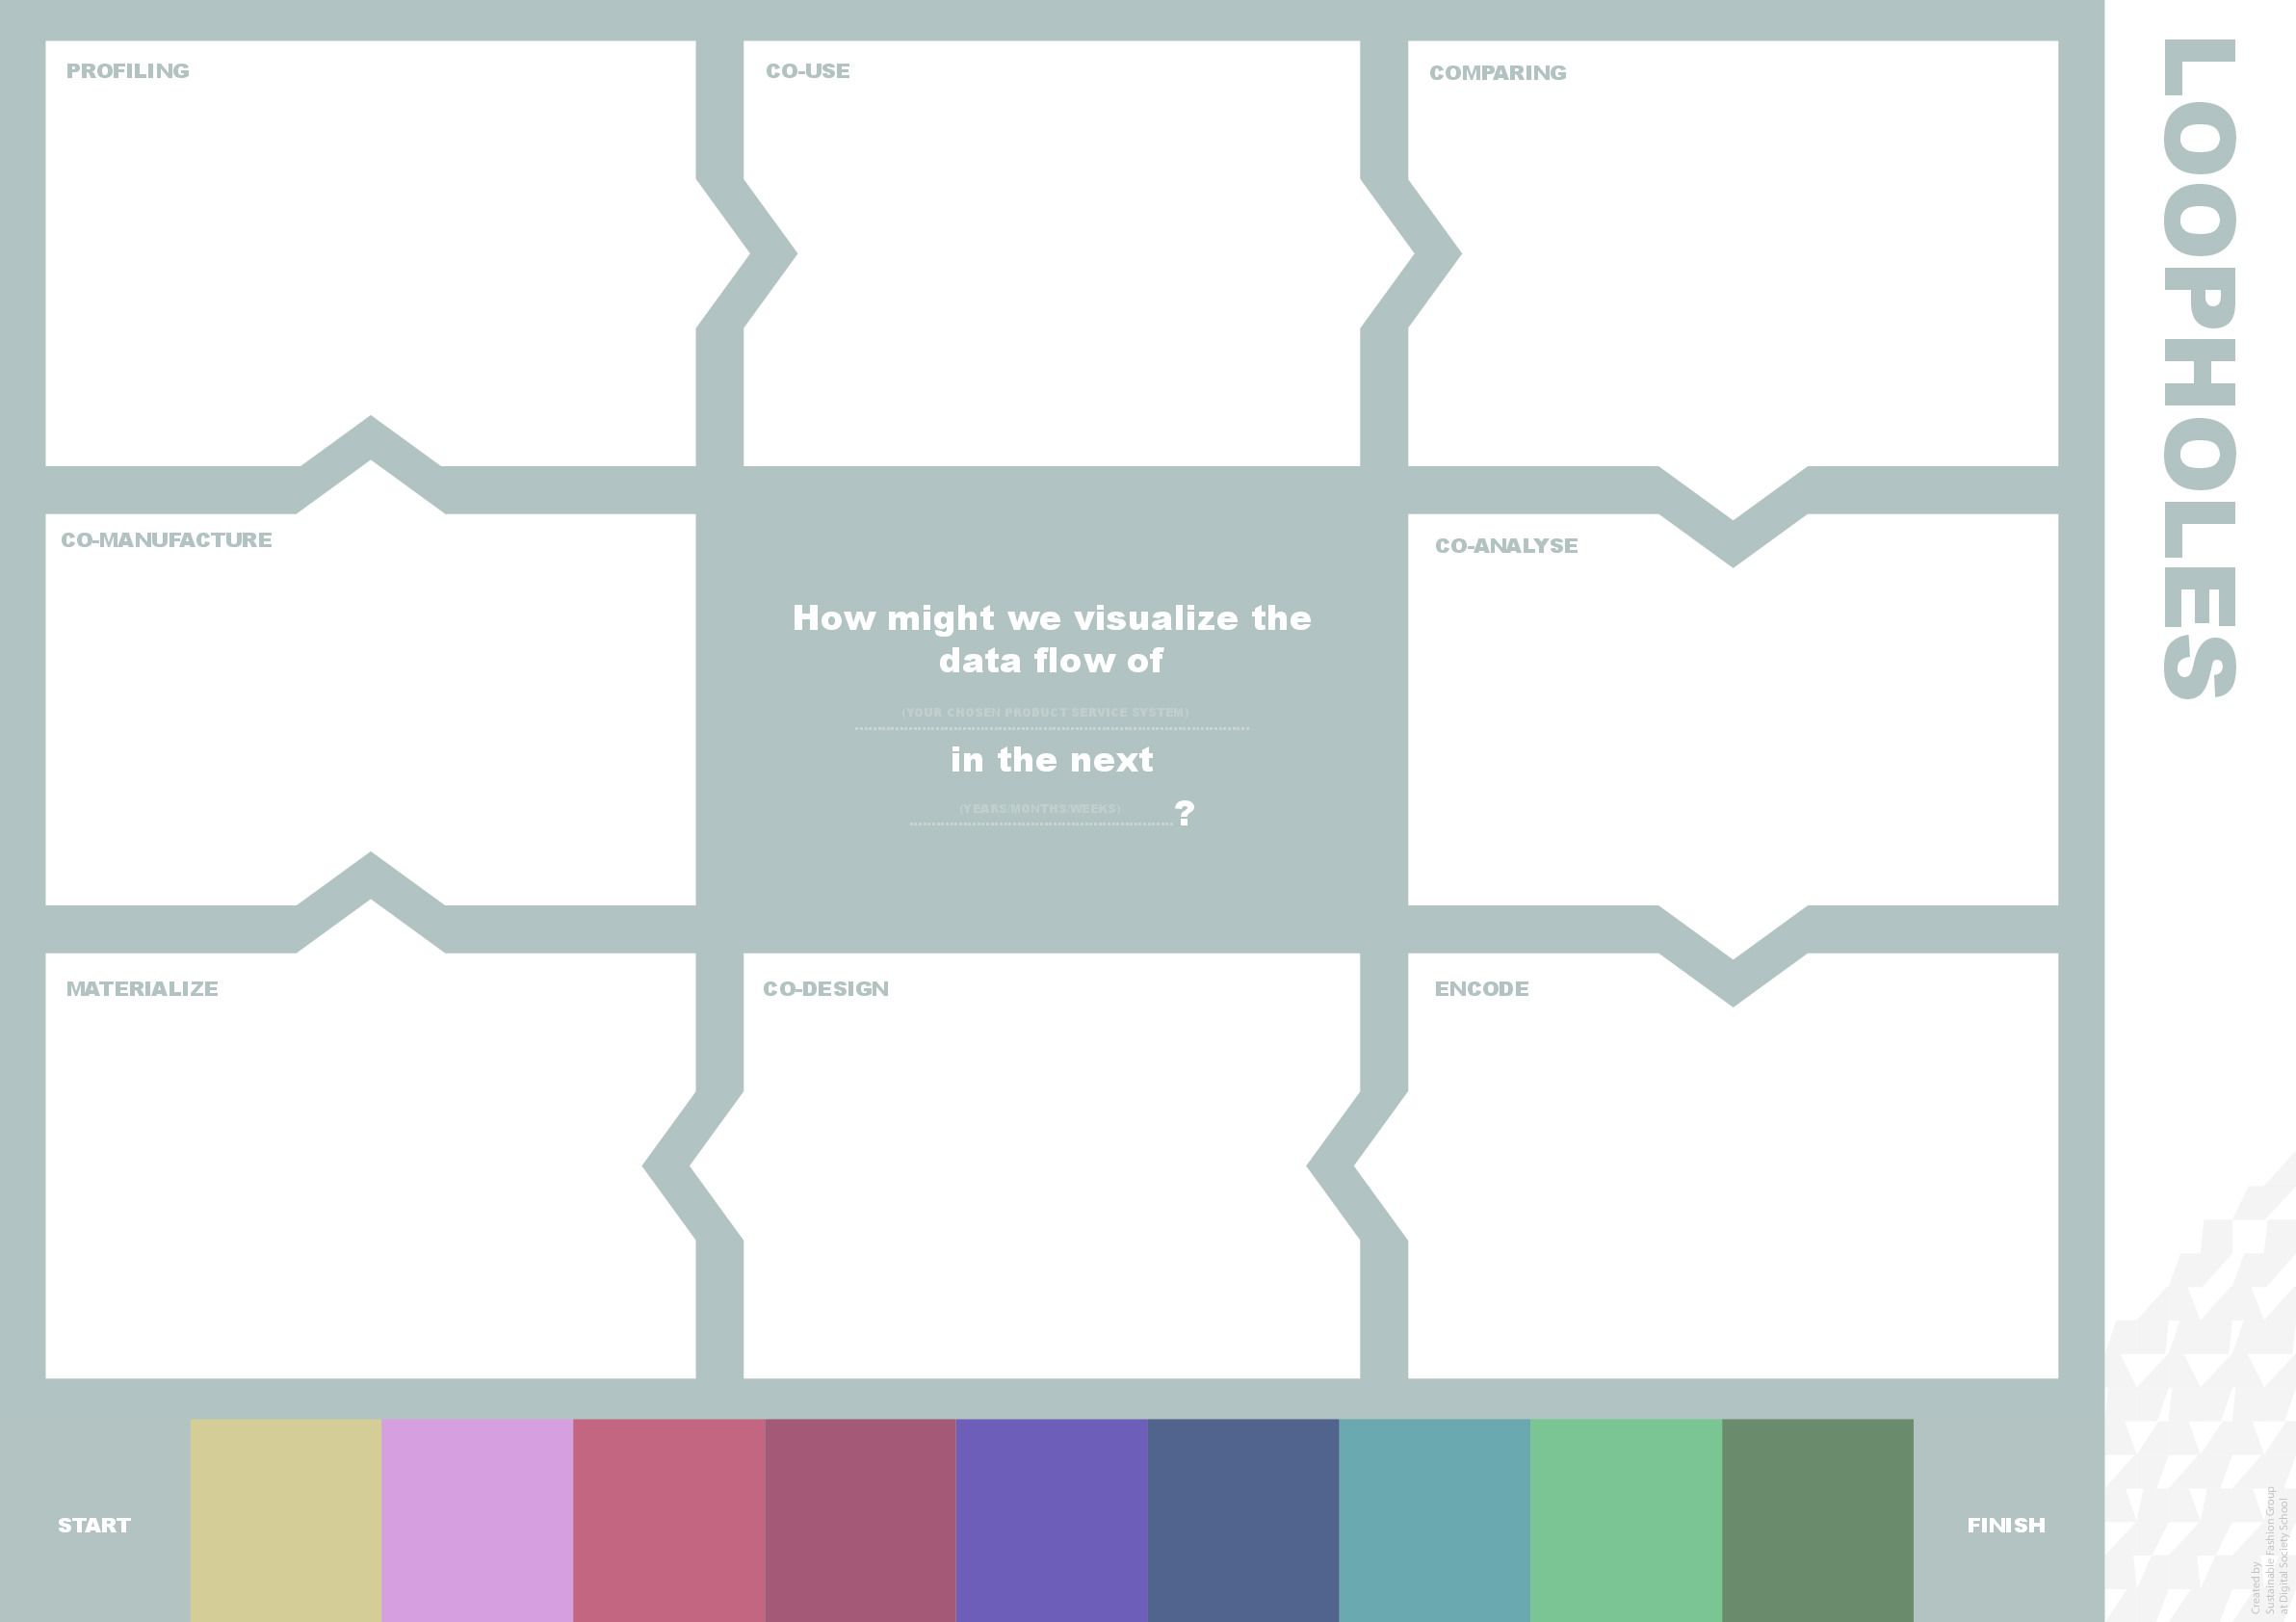 PROFILING
CO-USE
COMPARING
LOOPHOLES
CO-MANUFACTURE
CO-ANALYSE
How might we visualize the
data flow of
(YOUR CHOSEN PRODUCT SERVICE SYSTEM)
in the next
(YEARS/MONTHS/WEEKS)
?
MATERIALIZE
CO-DESIGN
ENCODE
START
FINISH
Created by
Sustainable Fashion Group
at Digital Society School